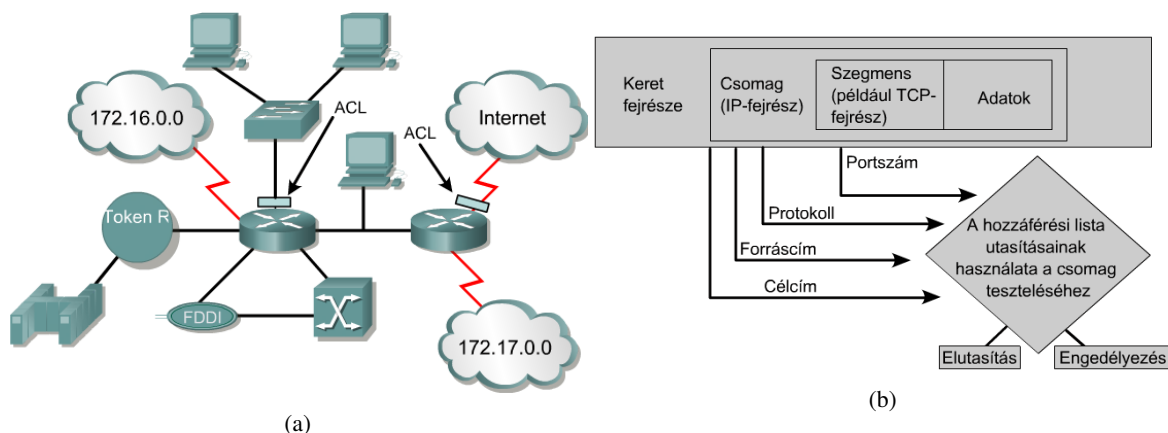 172.16.0.0
ACL
ACL
Internet
Token R
FDDI
172.17.0.0
(a)
Keret
fejrésze
Csomag
(IP-fejrész)
Szegmens
(például TCP-
fejrész)
Adatok
Portszám
Protokoll
Forráscím
Célcím
A hozzáférési lista
utasításainak
használata a csomag
teszteléséhez
Elutasítás
Engedélyezés
(b)